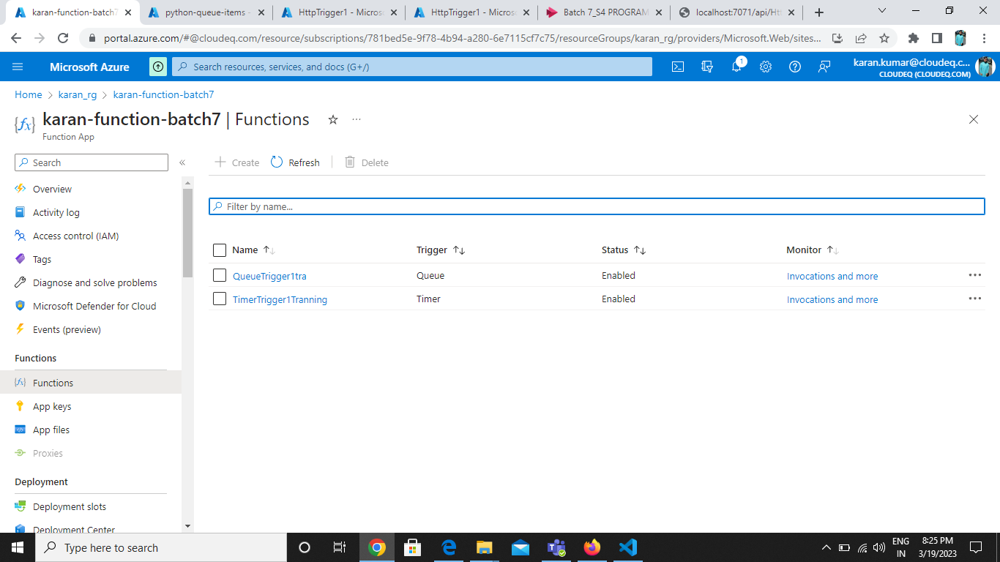 karan-function-batch7
python-queue-items -
HttpTrigger1 - Micros
HttpTrigger1 - Micros
Batch 7_S4 PROGRAM
localhost:7071/api/Ht
portal.azure.com/#@cloudeq.com/resource/subscriptions/781bed5e-9f78-4b94-a280-6e7115cf7c75/resourceGroups/karan_rg/providers/Microsoft.Web/sites...
Microsoft Azure
Search resources, services, and docs (G+/)
1
karan.kumar@cloudeq.c...
CLOUDEQ (CLOUDEQ.COM)
Home > karan_rg > karan-function-batch7
karan-function-batch7 | Functions
Function App
Search
Create
Refresh
Delete
Overview
Activity log
Access control (IAM)
Tags
Diagnose and solve problems
Microsoft Defender for Cloud
Events (preview)
Functions
Functions
App keys
App files
Proxies
Deployment
Deployment slots
Deployment Center
Filter by name...
Name Trigger Status Monitor
QueueTrigger1tra Queue Enabled Invocations and more
TimerTrigger1Tranning Timer Enabled Invocations and more
Type here to search
ENG
IN
8:25 PM
3/19/2023